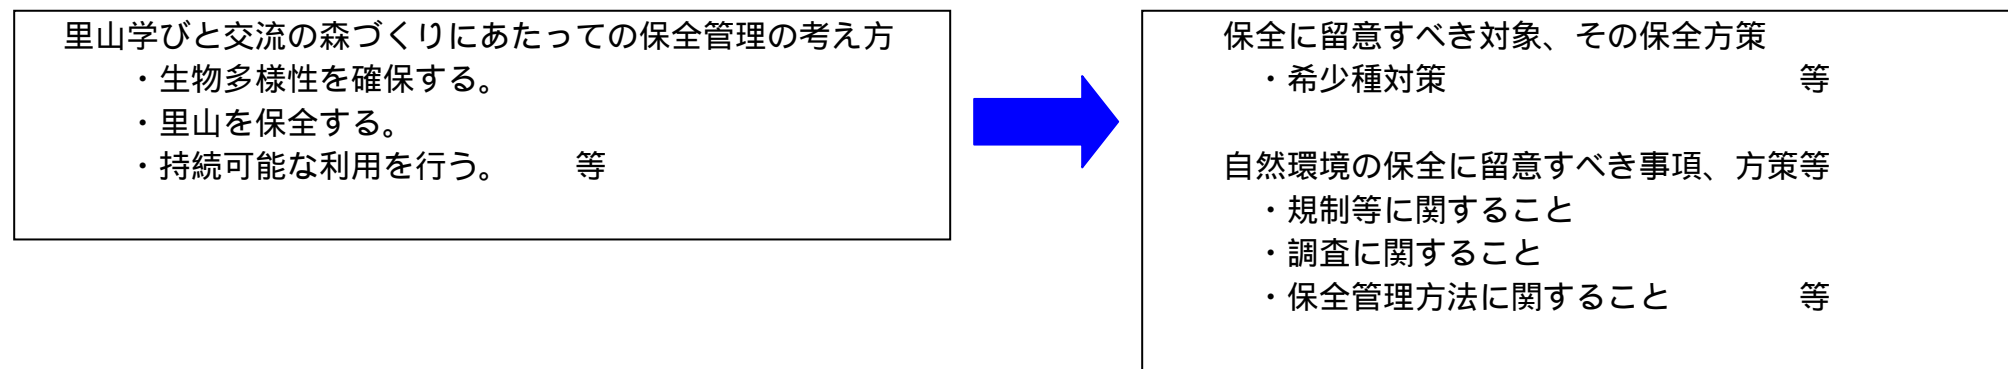 里山学びと交流の森づくりにあたっての保全管理の考え方
・生物多様性を確保する。
・里山を保全する。
・持続可能な利用を行う。　　等
保全に留意すべき対象、その保全方策
・希少種対策　　　　　　　　　　　等
自然環境の保全に留意すべき事項、方策等
・規制等に関すること
・調査に関すること
・保全管理方法に関すること　　　　等